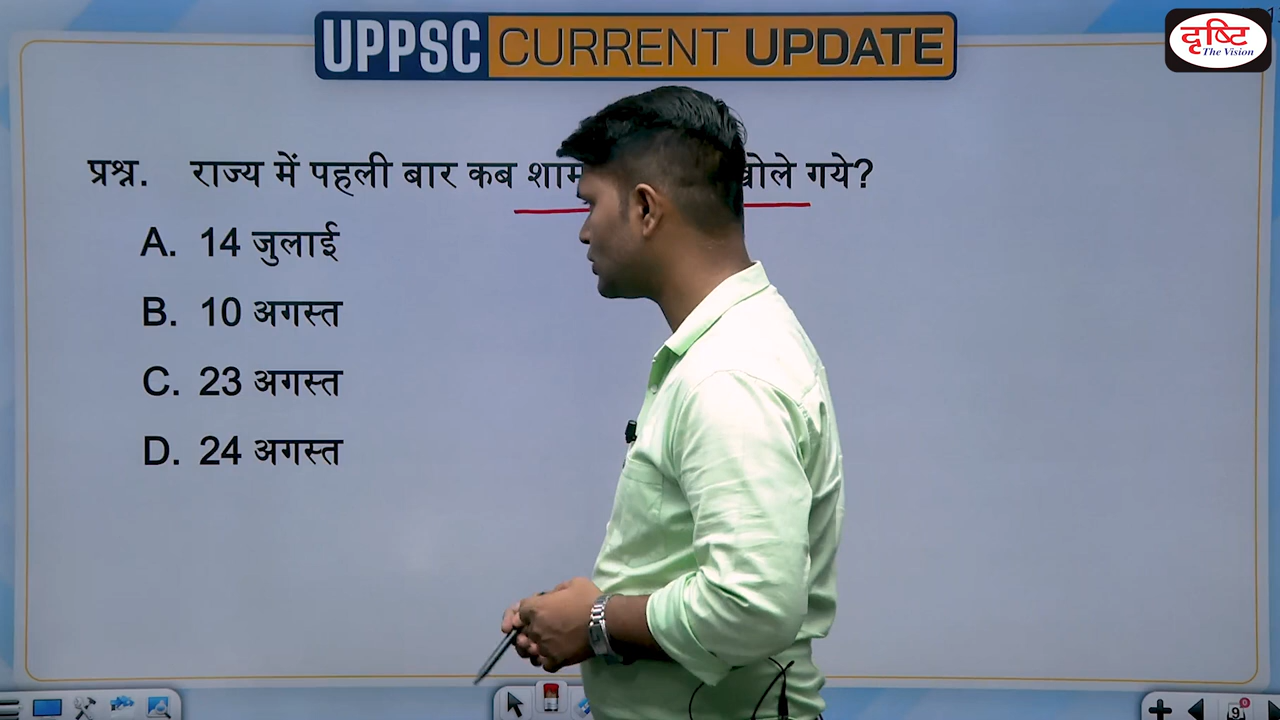 UPPSC CURRENT UPDATE
दृष्टि
The Vision
प्रश्न. राज्य में पहली बार कब खोले गये?
A. 14 जुलाई
B. 10 अगस्त
C. 23 अगस्त
D. 24 अगस्त